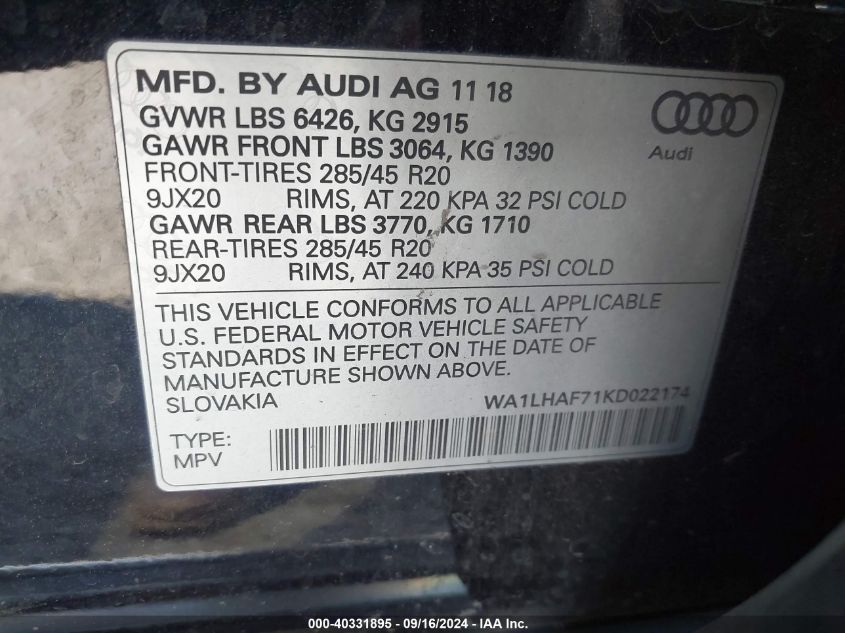 MFD. BY AUDI AG 11 18
GVWR LBS 6426, KG 2915
GAWR FRONT LBS 3064, KG 1390
FRONT-TIRES 285/45 R20
9JX20 RIMS, AT 220 KPA 32 PSI COLD
GAWR REAR LBS 3770, KG 1710
REAR-TIRES 285/45 R20
9JX20 RIMS, AT 240 KPA 35 PSI COLD
Audi
THIS VEHICLE CONFORMS TO ALL APPLICABLE
U.S. FEDERAL MOTOR VEHICLE SAFETY
STANDARDS IN EFFECT ON THE DATE OF
MANUFACTURE SHOWN ABOVE.
SLOVAKIA WA1LHAF71KD022174
TYPE:
MPV
000-40331895 - 09/16/2024 - IAA Inc.